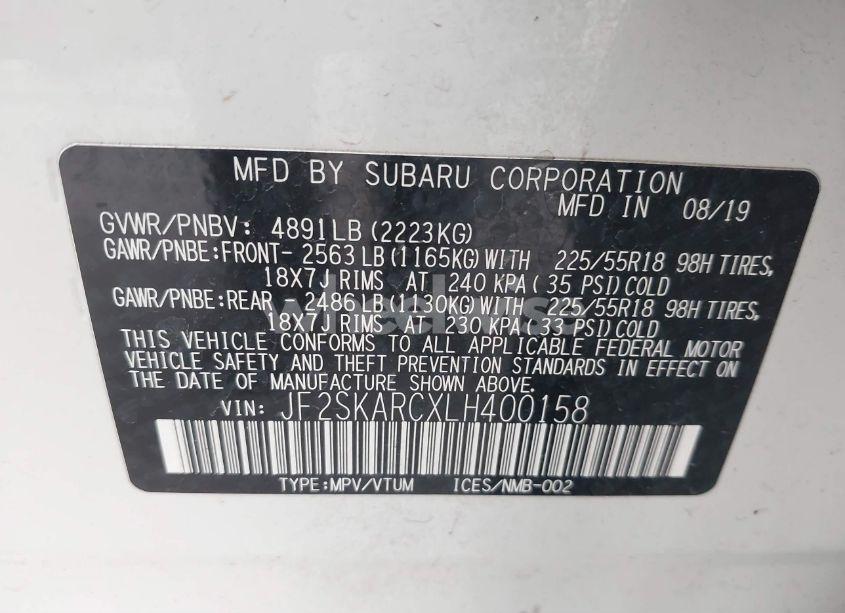 MFD BY SUBARU CORPORATION
MFD IN 08/19
GVWR/PNBV: 4891LB (2223KG)
GAWR/PNBE:FRONT- 2563LB (1165KG) WITH 225/55R18 98H TIRES,
18X7J RIMS AT 240 KPA ( 35 PSI) COLD
GAWR/PNBE:REAR - 2486LB (1130KG) WITH 225/55R18 98H TIRES,
18X7J RIMS AT 230 KPA (33 PSI) COLD
THIS VEHICLE CONFORMS TO ALL APPLICABLE FEDERAL MOTOR
VEHICLE SAFETY AND THEFT PREVENTION STANDARDS IN EFFECT ON
THE DATE OF MANUFACTURE SHOWN ABOVE.
VIN: JF2SKARCXLH400158
TYPE:MPV/VTUM ICES/NMB-002